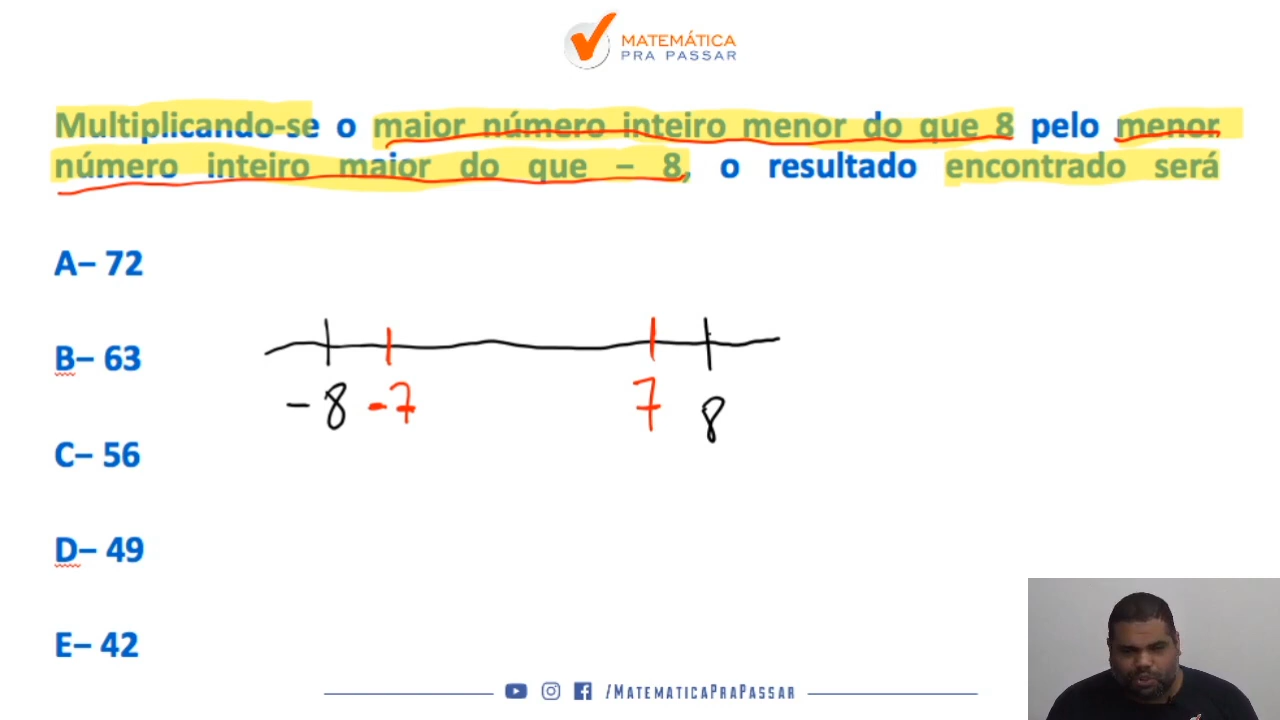 MATEMÁTICA
PRA PASSAR
Multiplicando-se o maior número inteiro menor do que 8 pelo menor
número inteiro maior do que – 8, o resultado encontrado será
A– 72
B– 63
-8 -7 7 8
C– 56
D– 49
E– 42
/MATEMATICAPRAPASSAR